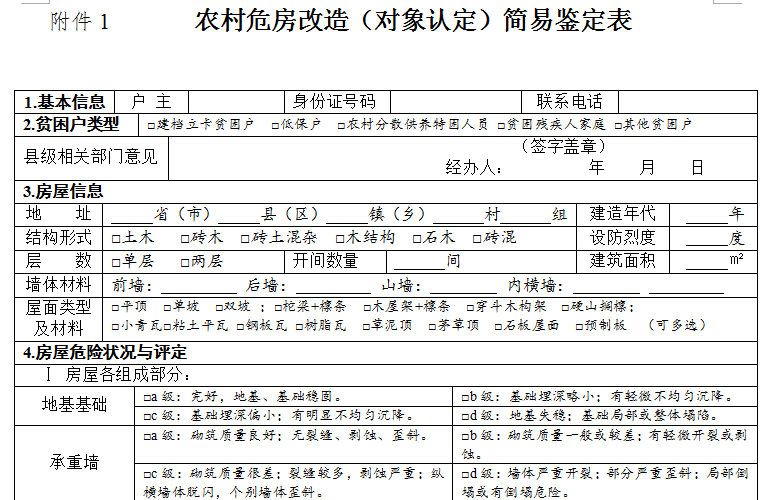 附件1 农村危房改造（对象认定）简易鉴定表
1.基本信息 户 主 身份证号码 联系电话
2.贫困户类型 □建档立卡贫困户 □低保户 □农村分散供养特困人员 □贫困残疾人家庭 □其他贫困户
县级相关部门意见 （签字盖章）
经办人： 年 月 日
3.房屋信息
地 址 _____省（市）_____县（区）_____镇（乡）_____村_____组 建造年代 _____年
结构形式 □土木 □砖木 □砖土混杂 □木结构 □石木 □砖混 设防烈度 _____度
层 数 □单层 □两层 开间数量 _____间 建筑面积 _____㎡
墙体材料 前墙：________ 后墙：________ 山墙：________ 内横墙：________ ________
屋面类型及材料 □平顶 □单坡 □双坡 ；□柁梁+檩条 □木屋架+檩条 □穿斗木构架 □硬山搁檩；
□小青瓦□粘土平瓦 □钢板瓦□树脂瓦 □草泥顶 □茅草顶 □石板屋面 □预制板 （可多选）
4.房屋危险状况与评定
Ⅰ 房屋各组成部分：
地基基础 □a 级：完好，地基、基础稳固。 □b 级：基础埋深略小；有轻微不均匀沉降。
□c 级：基础埋深偏小；有明显不均匀沉降。 □d 级：地基失稳；基础局部或整体塌陷。
承重墙 □a 级：砌筑质量良好；无裂缝、剥蚀、歪斜。 □b 级：砌筑质量一般或较差；有轻微开裂或剥
蚀。
□c 级：砌筑质量很差；裂缝较多，剥蚀严重；纵 □d 级：墙体严重开裂；部分严重歪斜；局部倒
横墙体脱闪，个别墙体歪斜。 塌或有倒塌危险。